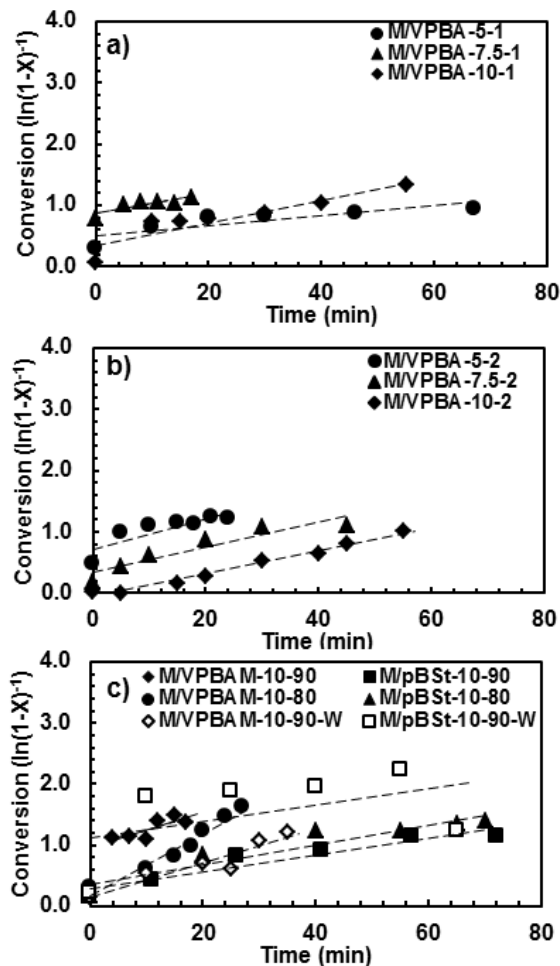 a)
M/VPBA-5-1
M/VPBA-7.5-1
M/VPBA-10-1
Conversion (ln(1-X)⁻¹)
4.0
3.0
2.0
1.0
0.0
0 20 40 60 80
Time (min)
b)
M/VPBA-5-2
M/VPBA-7.5-2
M/VPBA-10-2
Conversion (ln(1-X)⁻¹)
4.0
3.0
2.0
1.0
0.0
0 20 40 60 80
Time (min)
c)
M/VPBAM-10-90 M/pBSt-10-90
M/VPBAM-10-80 M/pBSt-10-80
M/VPBAM-10-90-W M/pBSt-10-90-W
Conversion (ln(1-X)⁻¹)
4.0
3.0
2.0
1.0
0.0
0 20 40 60 80
Time (min)